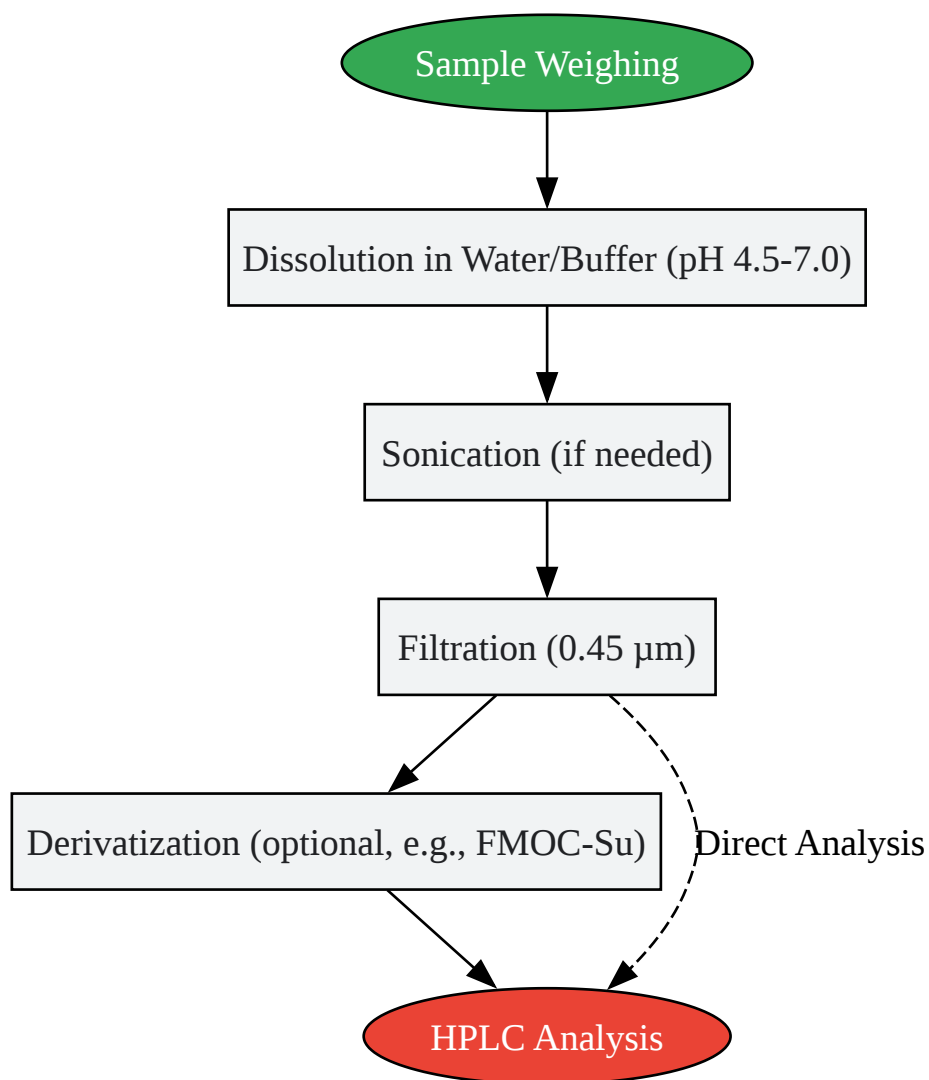 Sample Weighing
Dissolution in Water/Buffer (pH 4.5-7.0)
Sonication (if needed)
Filtration (0.45 µm)
Derivatization (optional, e.g., FMOC-Su)
Direct Analysis
HPLC Analysis